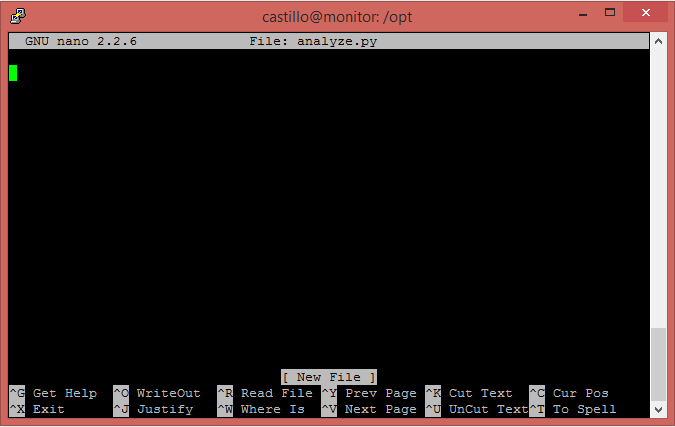 castillo@monitor: /opt
GNU nano 2.2.6 File: analyze.py
[ New File ]
^G Get Help ^O WriteOut ^R Read File ^Y Prev Page ^K Cut Text ^C Cur Pos
^X Exit ^J Justify ^W Where Is ^V Next Page ^U UnCut Text ^T To Spell